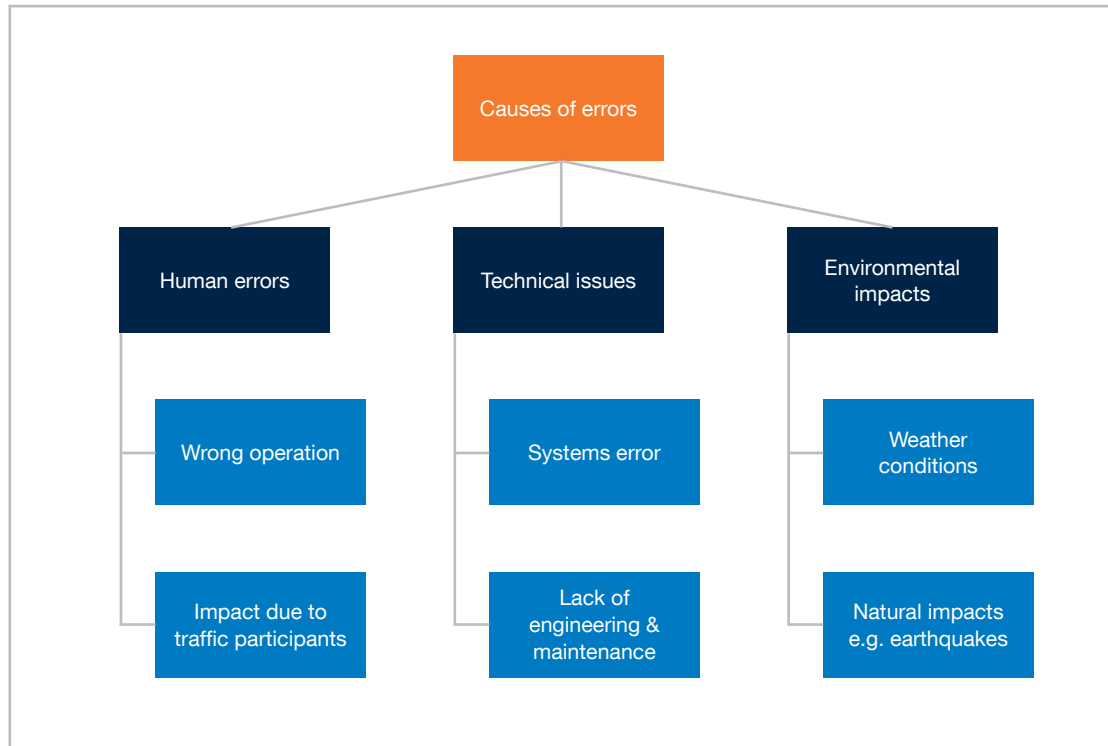 Causes of errors
Human errors
Technical issues
Environmental
impacts
Wrong operation
Systems error
Weather
conditions
Impact due to
traffic participants
Lack of
engineering &
maintenance
Natural impacts
e.g. earthquakes